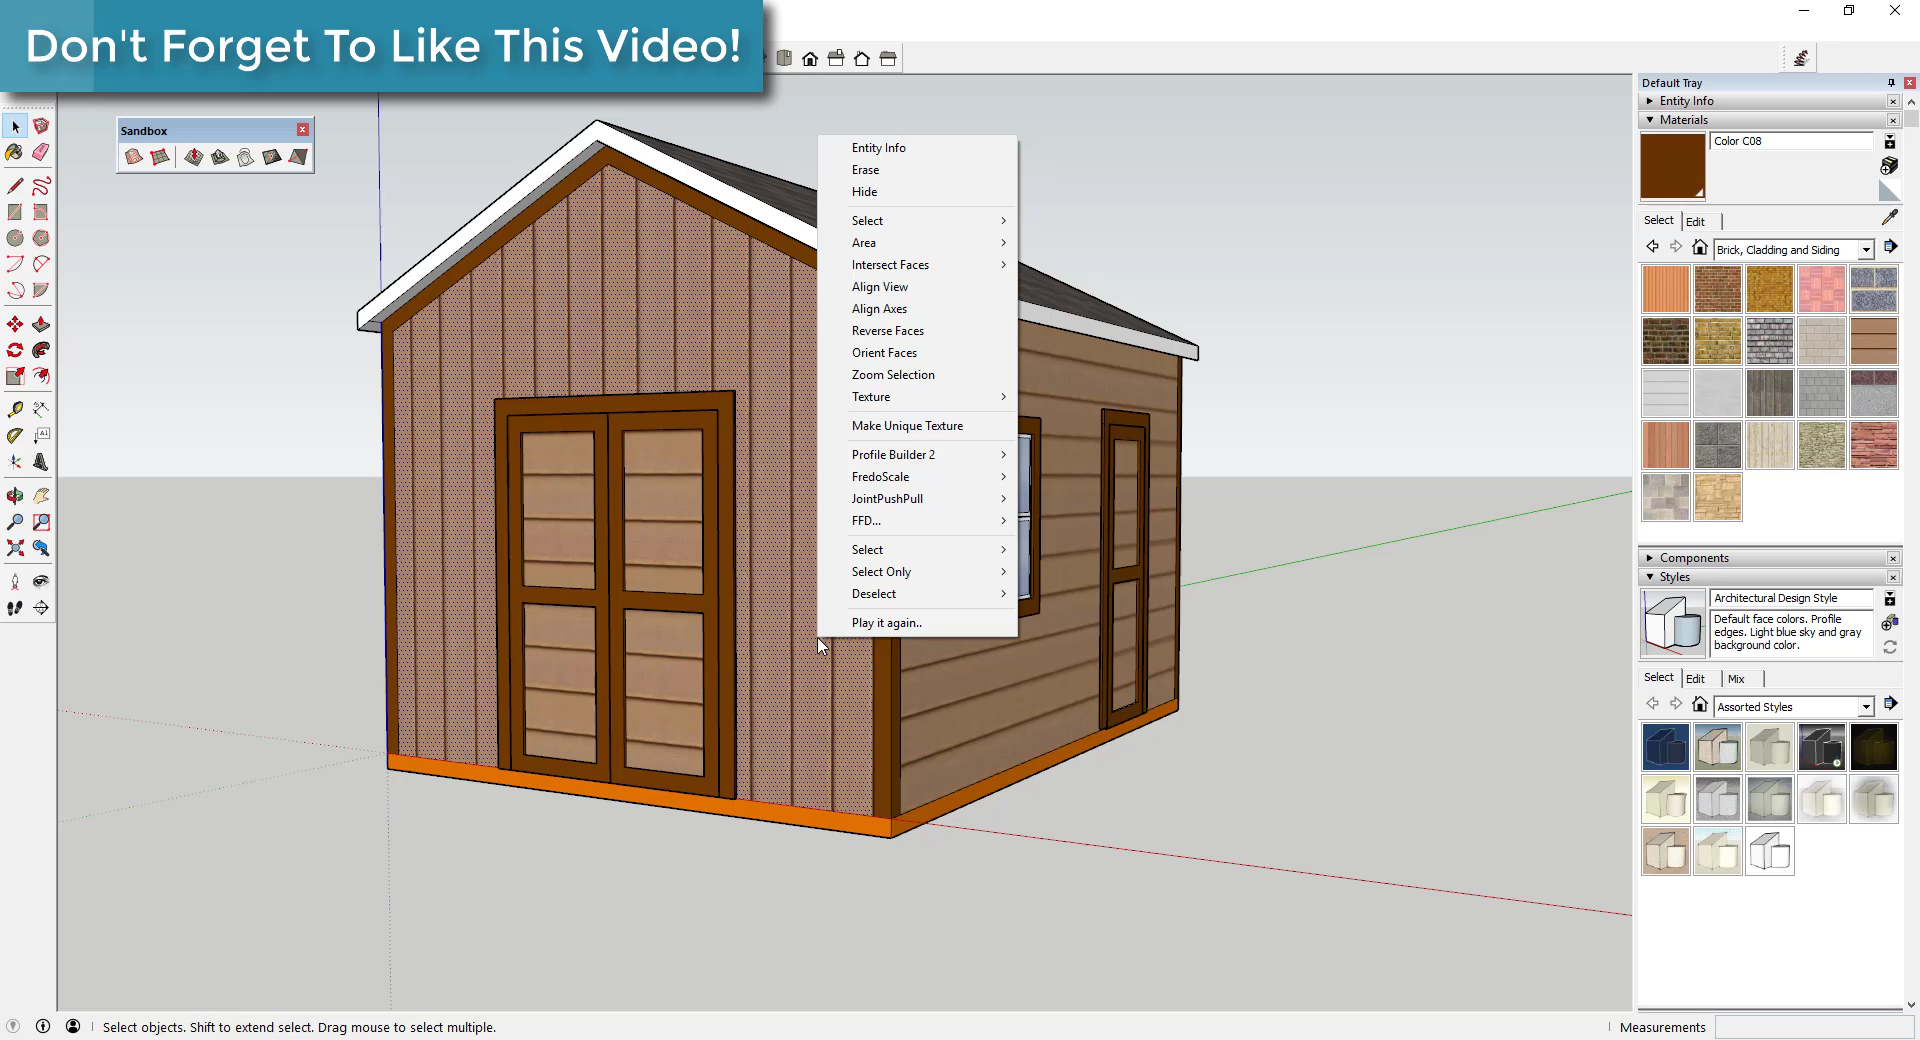 Don't Forget To Like This Video!
Default Tray
Entity Info
Materials
Color C08
Select
Edit
Brick, Cladding and Siding
Components
Styles
Architectural Design Style
Default face colors. Profile
edges. Light blue sky and gray
background color.
Select
Edit
Mix
Assorted Styles
Sandbox
A1
Entity Info
Erase
Hide
Select
Area
Intersect Faces
Align View
Align Axes
Reverse Faces
Orient Faces
Zoom Selection
Texture
Make Unique Texture
Profile Builder 2
FredoScale
JointPushPull
FFD...
Select
Select Only
Deselect
Play it again..
Select objects. Shift to extend select. Drag mouse to select multiple.
Measurements